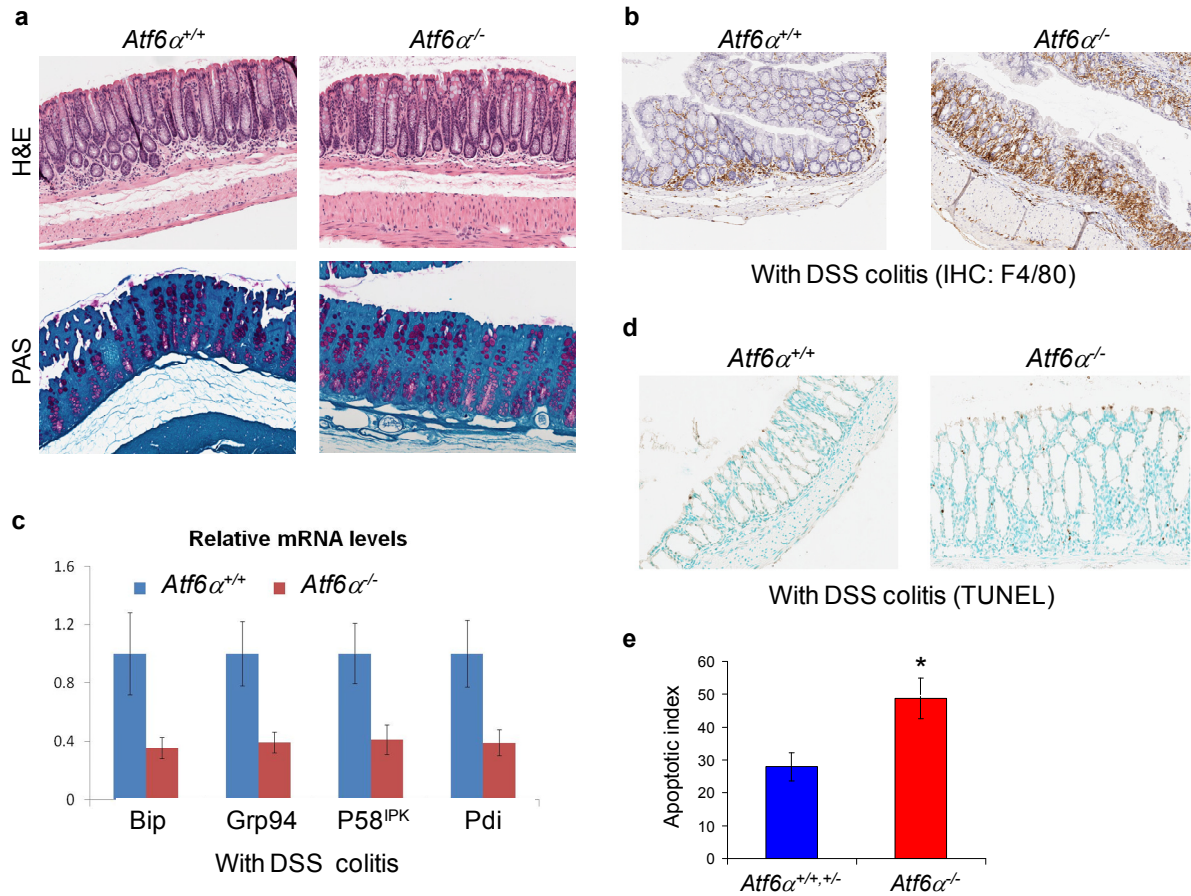 a
Atf6α+/+
Atf6α-/-
H&E
PAS
b
Atf6α+/+
Atf6α-/-
With DSS colitis (IHC: F4/80)
c
Relative mRNA levels
Atf6α+/+
Atf6α-/-
1.6
1.2
0.8
0.4
0
Bip
Grp94
P58IPK
Pdi
With DSS colitis
d
Atf6α+/+
Atf6α-/-
With DSS colitis (TUNEL)
e
Apoptotic index
60
50
40
30
20
10
0
*
Atf6α+/+,+/-
Atf6α-/-